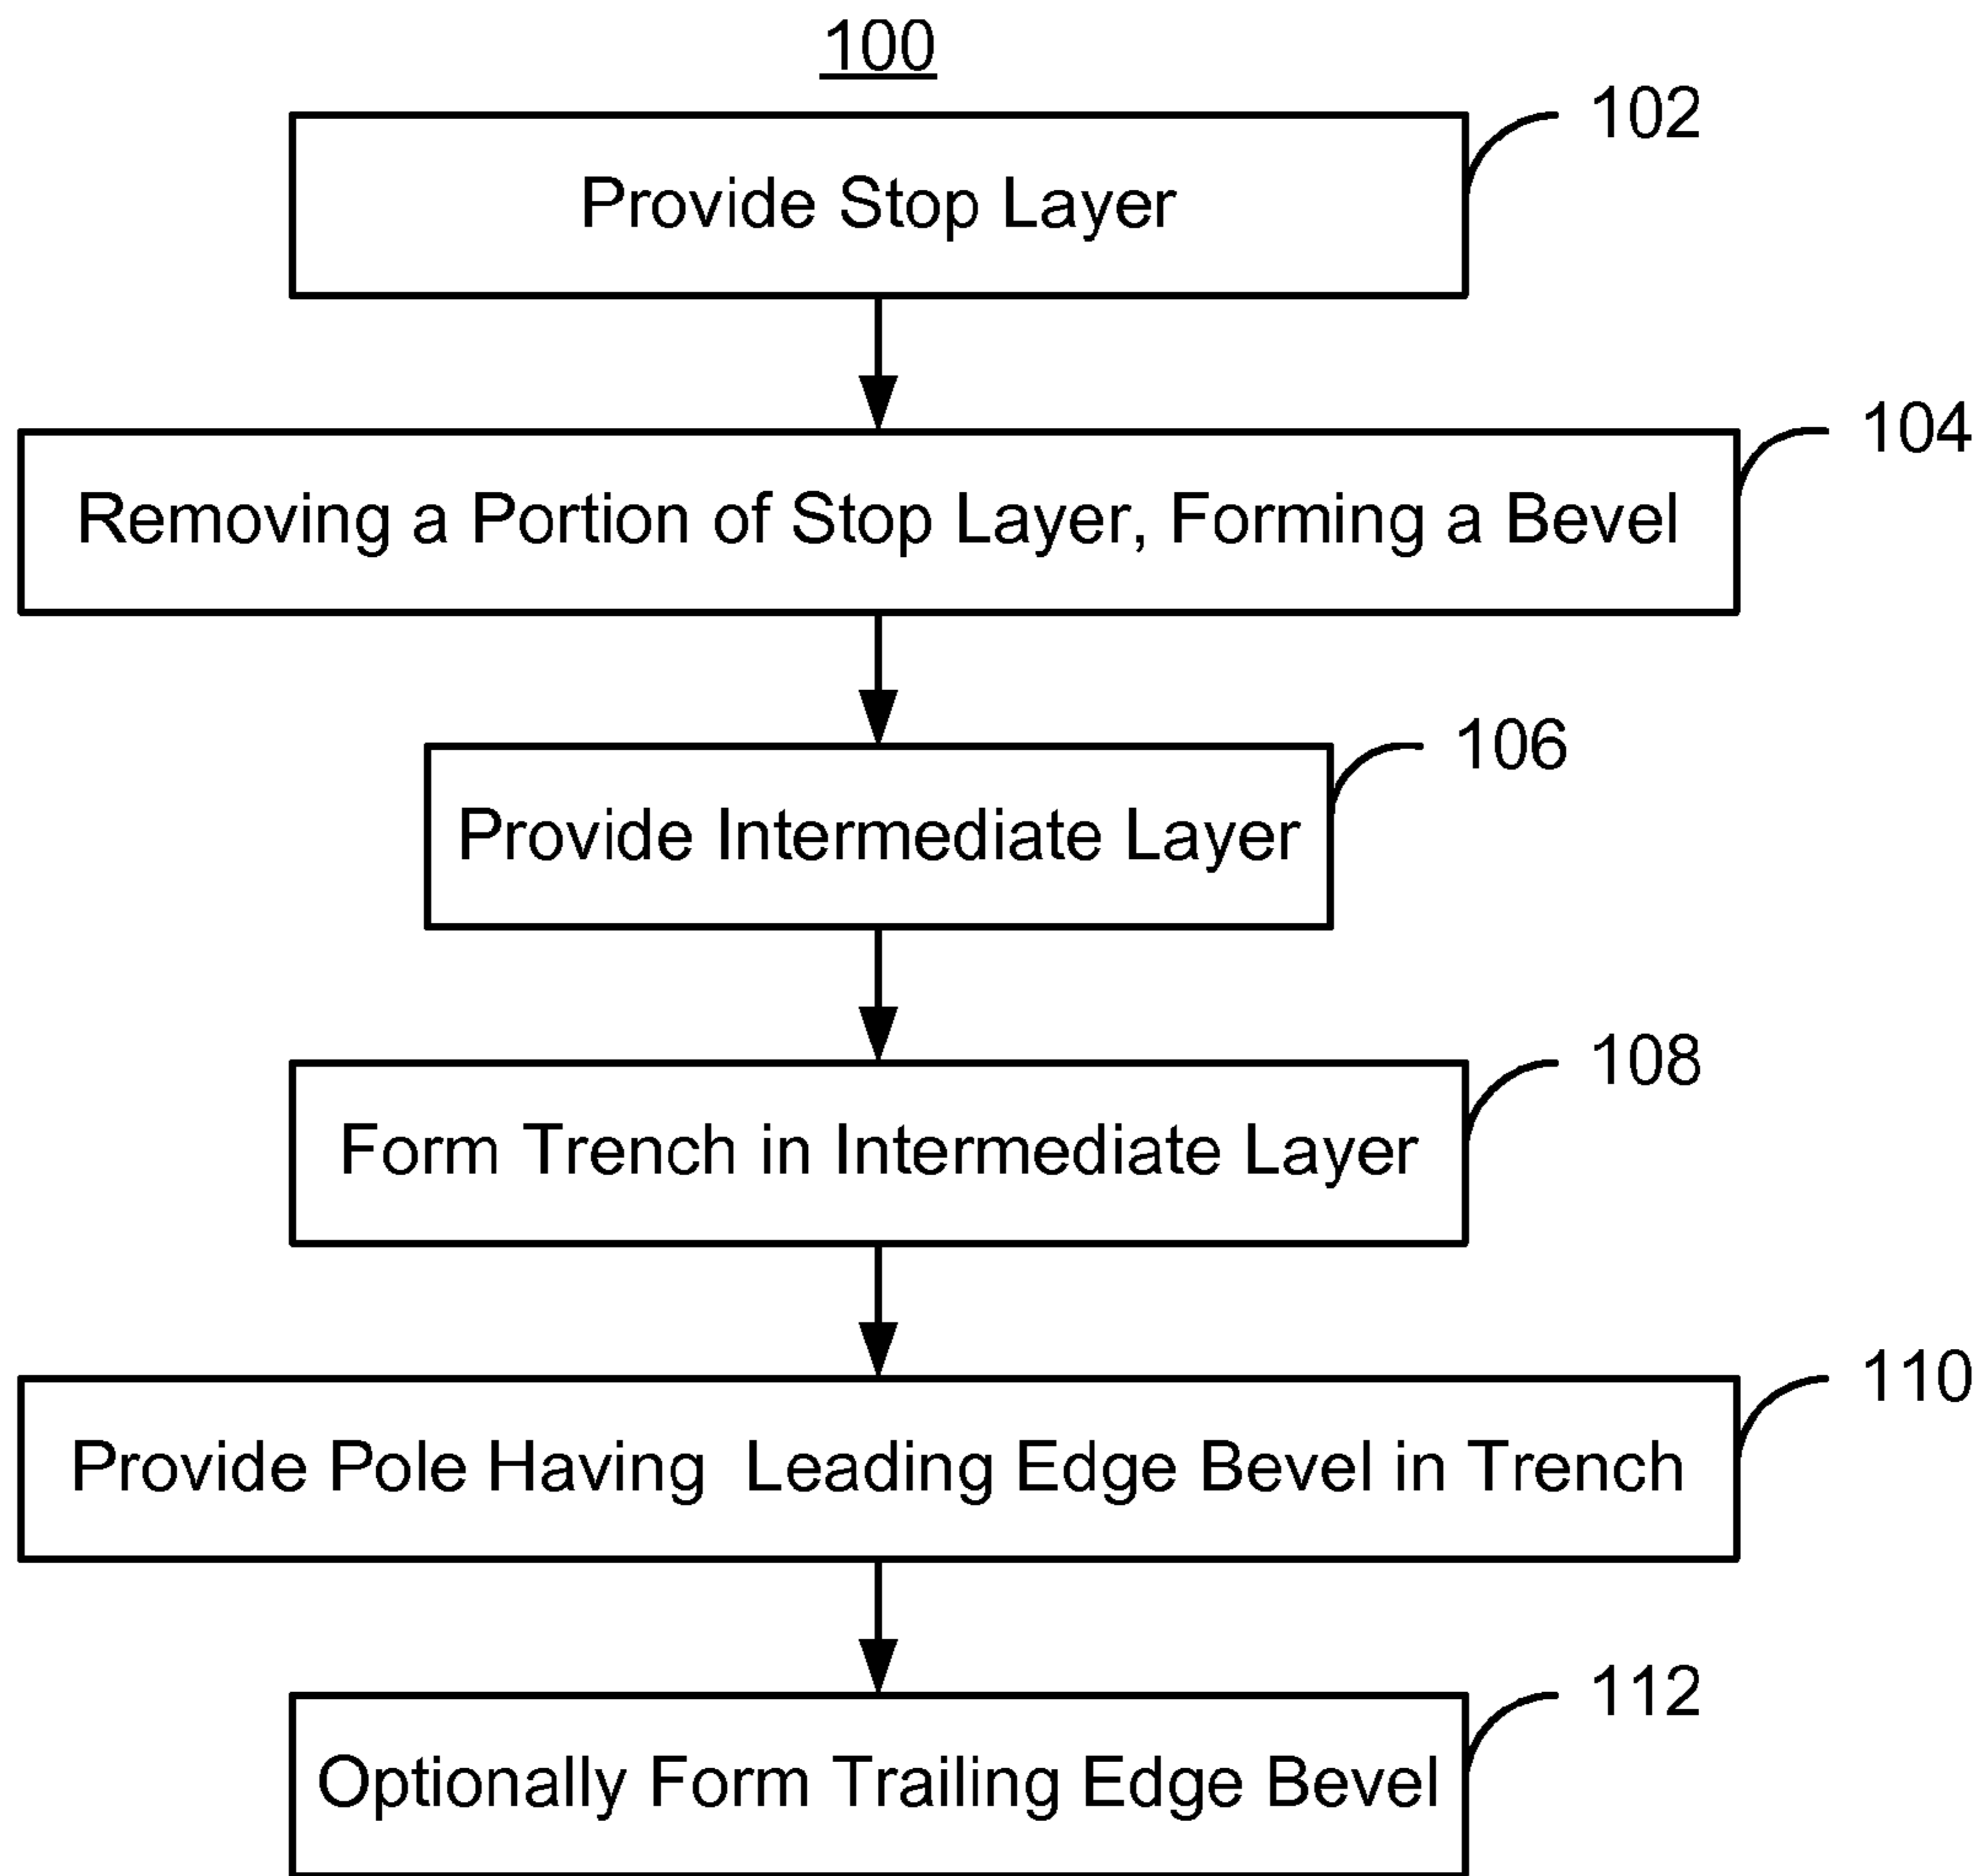 100
102
Provide Stop Layer
104
Removing a Portion of Stop Layer, Forming a Bevel
106
Provide Intermediate Layer
108
Form Trench in Intermediate Layer
110
Provide Pole Having  Leading Edge Bevel in Trench
112
Optionally Form Trailing Edge Bevel